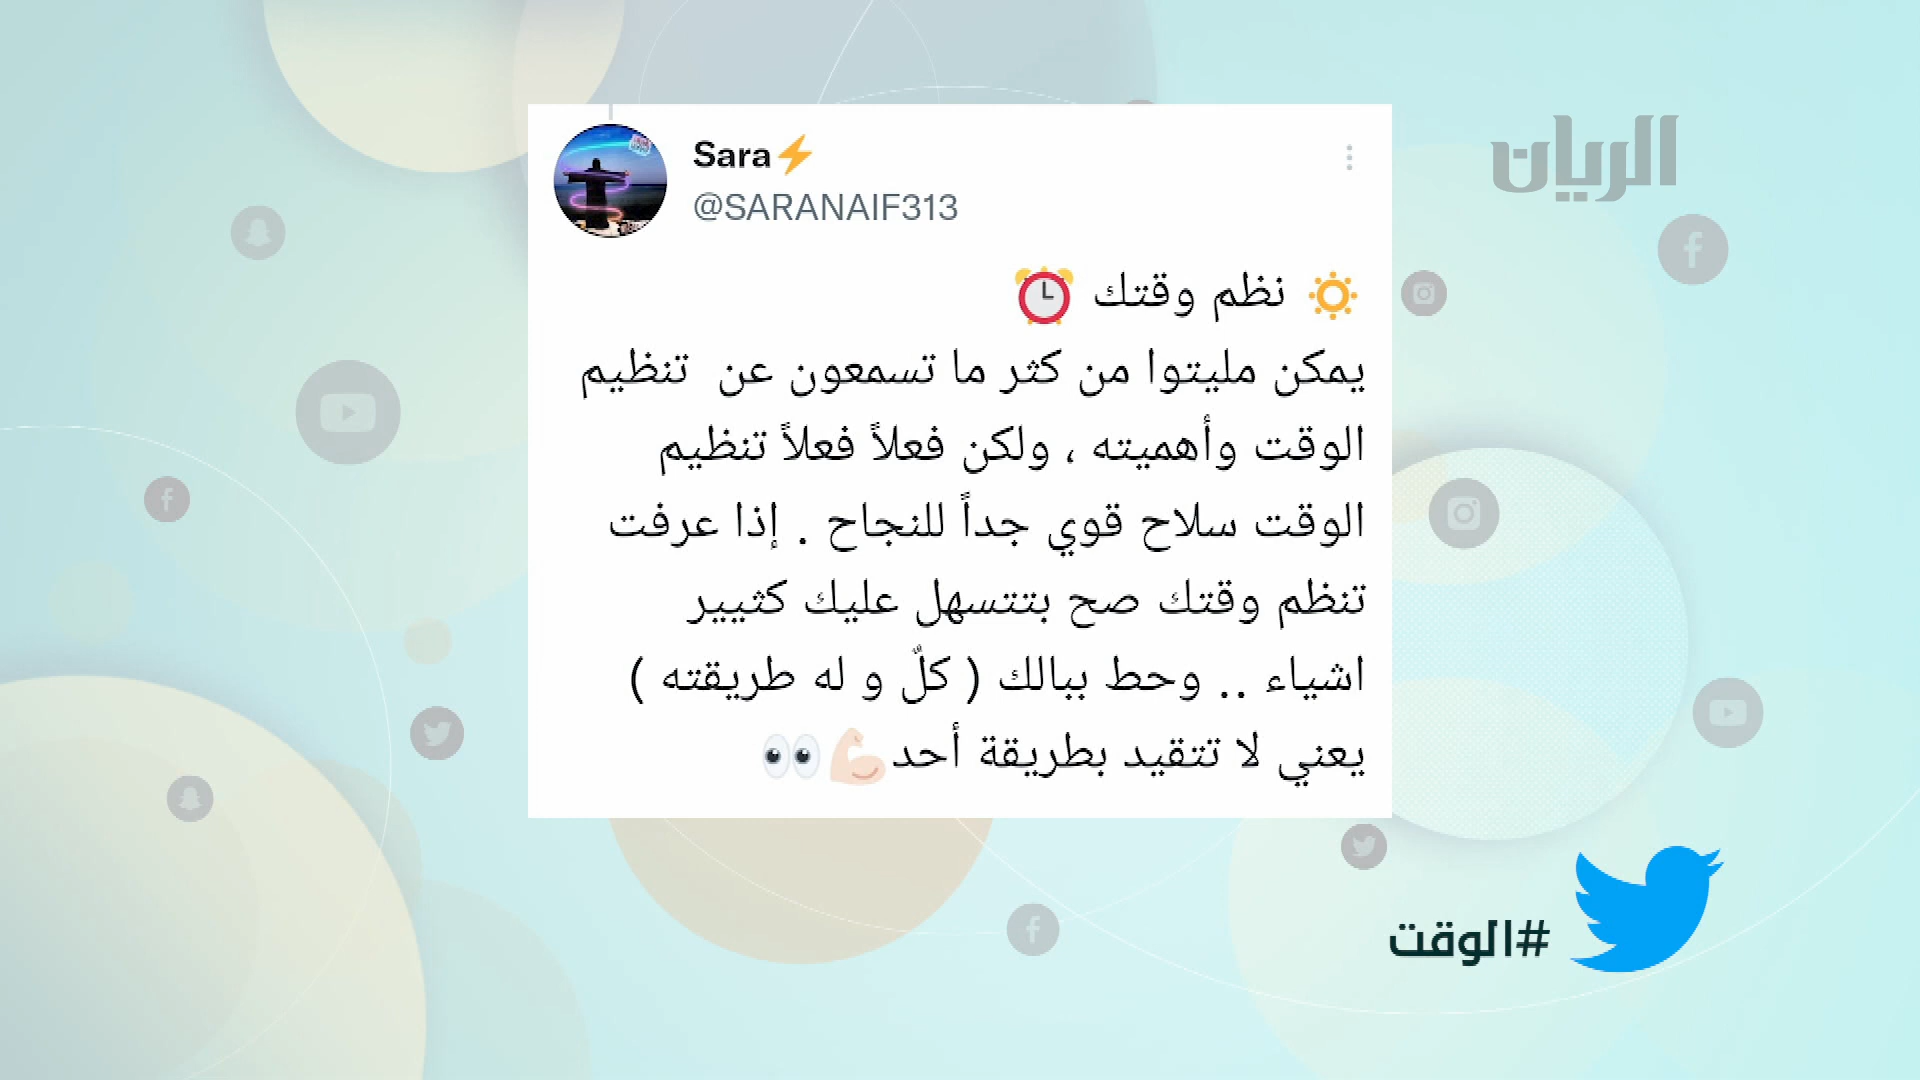 Sara⚡
@SARANAIF313
الريان
🔅 نظم وقتك ⏰
يمكن مليتوا من كثر ما تسمعون عن تنظيم
الوقت وأهميته ، ولكن فعلاً فعلاً تنظيم
الوقت سلاح قوي جداً للنجاح . إذا عرفت
تنظم وقتك صح بتتسهل عليك كثيير
اشياء .. وحط ببالك ( كلّ و له طريقته )
يعني لا تتقيد بطريقة أحد💪🏻👀
#الوقت